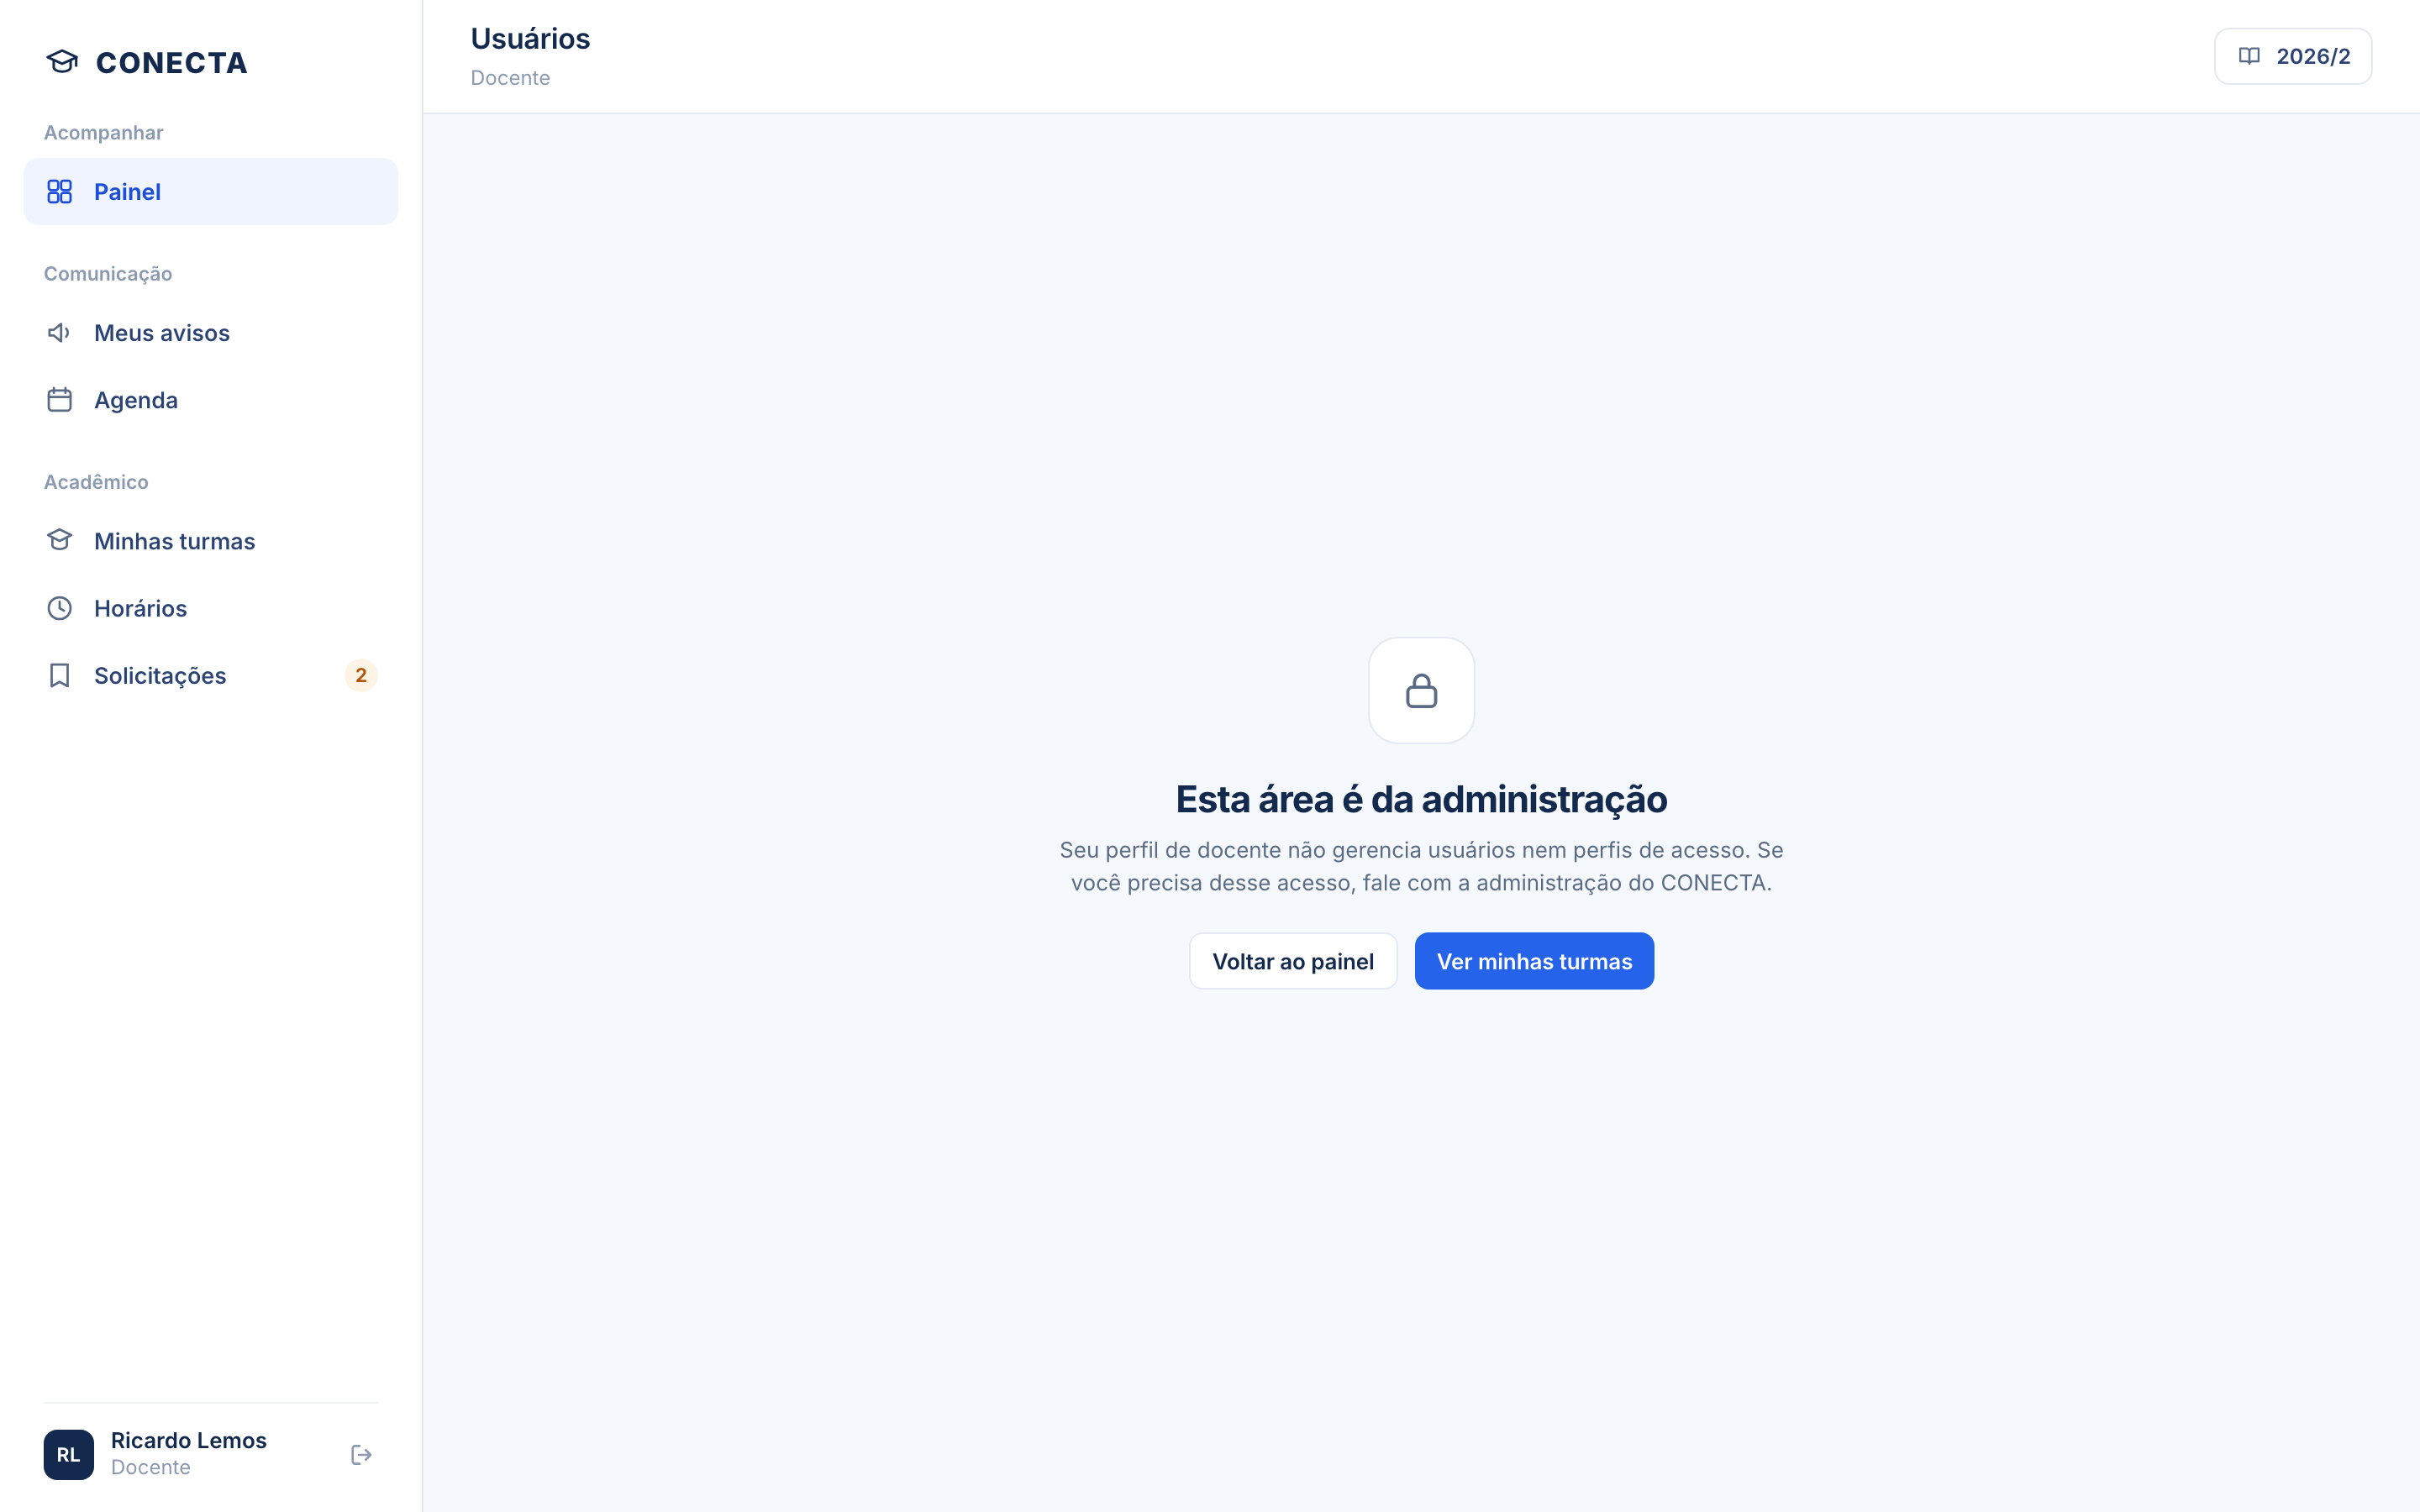 CONECTA
Acompanhar
Painel
Comunicação
Meus avisos
Agenda
Acadêmico
Minhas turmas
Horários
Solicitações 2
RL
Ricardo Lemos
Docente
Usuários
Docente
2026/2
Esta área é da administração
Seu perfil de docente não gerencia usuários nem perfis de acesso. Se
você precisa desse acesso, fale com a administração do CONECTA.
Voltar ao painel
Ver minhas turmas